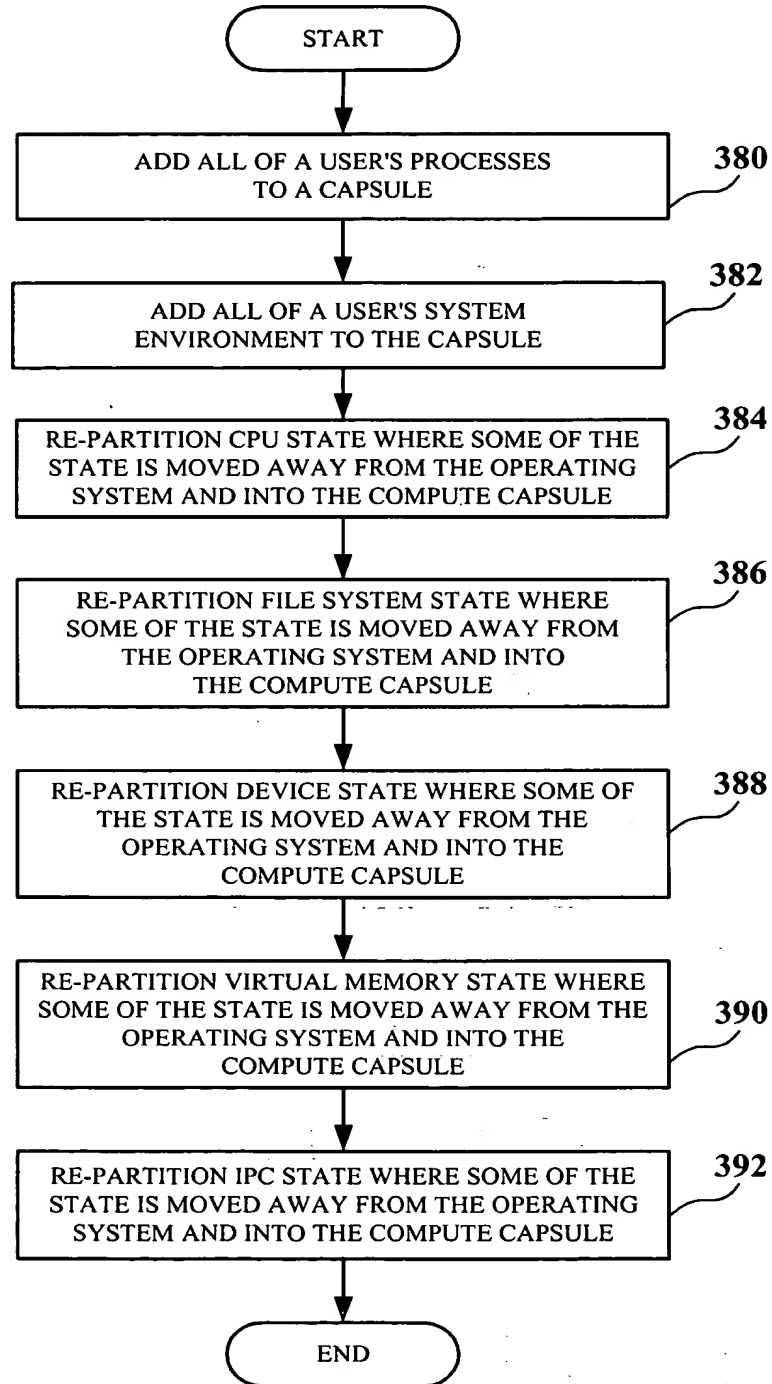 START
ADD ALL OF A USER'S PROCESSES
TO A CAPSULE
380
ADD ALL OF A USER'S SYSTEM
ENVIRONMENT TO THE CAPSULE
382
RE-PARTITION CPU STATE WHERE SOME OF THE
STATE IS MOVED AWAY FROM THE OPERATING
SYSTEM AND INTO THE COMPUTE CAPSULE
384
RE-PARTITION FILE SYSTEM STATE WHERE
SOME OF THE STATE IS MOVED AWAY FROM
THE OPERATING SYSTEM AND INTO
THE COMPUTE CAPSULE
386
RE-PARTITION DEVICE STATE WHERE SOME OF
THE STATE IS MOVED AWAY FROM THE
OPERATING SYSTEM AND INTO THE
COMPUTE CAPSULE
388
RE-PARTITION VIRTUAL MEMORY STATE WHERE
SOME OF THE STATE IS MOVED AWAY FROM THE
OPERATING SYSTEM AND INTO THE
COMPUTE CAPSULE
390
RE-PARTITION IPC STATE WHERE SOME OF THE
STATE IS MOVED AWAY FROM THE OPERATING
SYSTEM AND INTO THE COMPUTE CAPSULE
392
END